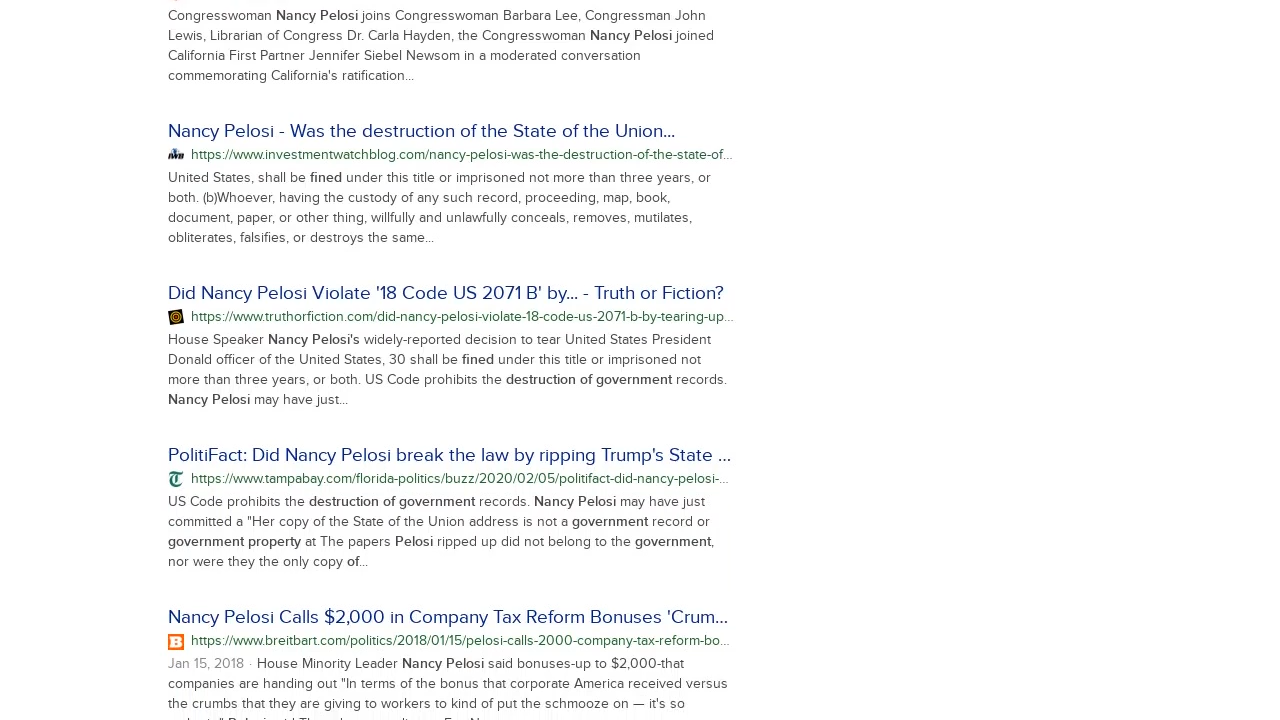 Congresswoman Nancy Pelosi joins Congresswoman Barbara Lee, Congressman John
Lewis, Librarian of Congress Dr. Carla Hayden, the Congresswoman Nancy Pelosi joined
California First Partner Jennifer Siebel Newsom in a moderated conversation
commemorating California's ratification...
Nancy Pelosi - Was the destruction of the State of the Union...
https://www.investmentwatchblog.com/nancy-pelosi-was-the-destruction-of-the-state-of...
United States, shall be fined under this title or imprisoned not more than three years, or
both. (b)Whoever, having the custody of any such record, proceeding, map, book,
document, paper, or other thing, willfully and unlawfully conceals, removes, mutilates,
obliterates, falsifies, or destroys the same...
Did Nancy Pelosi Violate '18 Code US 2071 B' by... - Truth or Fiction?
https://www.truthorfiction.com/did-nancy-pelosi-violate-18-code-us-2071-b-by-tearing-up...
House Speaker Nancy Pelosi's widely-reported decision to tear United States President
Donald officer of the United States, 30 shall be fined under this title or imprisoned not
more than three years, or both. US Code prohibits the destruction of government records.
Nancy Pelosi may have just...
PolitiFact: Did Nancy Pelosi break the law by ripping Trump's State ...
https://www.tampabay.com/florida-politics/buzz/2020/02/05/politifact-did-nancy-pelosi-...
US Code prohibits the destruction of government records. Nancy Pelosi may have just
committed a "Her copy of the State of the Union address is not a government record or
government property at The papers Pelosi ripped up did not belong to the government,
nor were they the only copy of...
Nancy Pelosi Calls $2,000 in Company Tax Reform Bonuses 'Crum...
https://www.breitbart.com/politics/2018/01/15/pelosi-calls-2000-company-tax-reform-bo...
Jan 15, 2018 · House Minority Leader Nancy Pelosi said bonuses-up to $2,000-that
companies are handing out "In terms of the bonus that corporate America received versus
the crumbs that they are giving to workers to kind of put the schmooze on — it's so